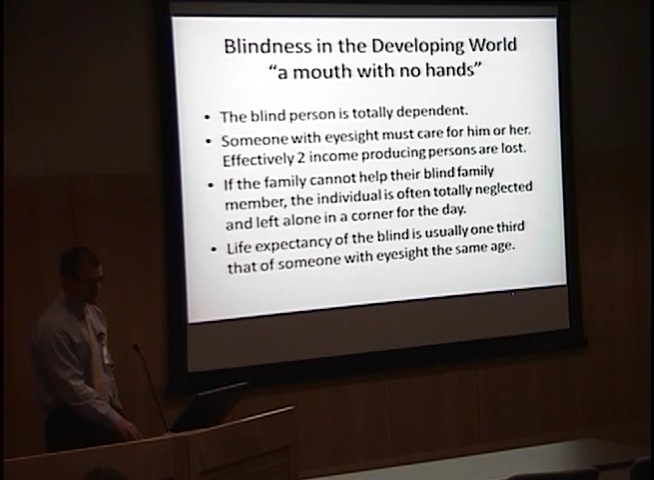 Blindness in the Developing World
“a mouth with no hands”
• The blind person is totally dependent.
• Someone with eyesight must care for him or her.
Effectively 2 income producing persons are lost.
• If the family cannot help their blind family
member, the individual is often totally neglected
and left alone in a corner for the day.
• Life expectancy of the blind is usually one third
that of someone with eyesight the same age.